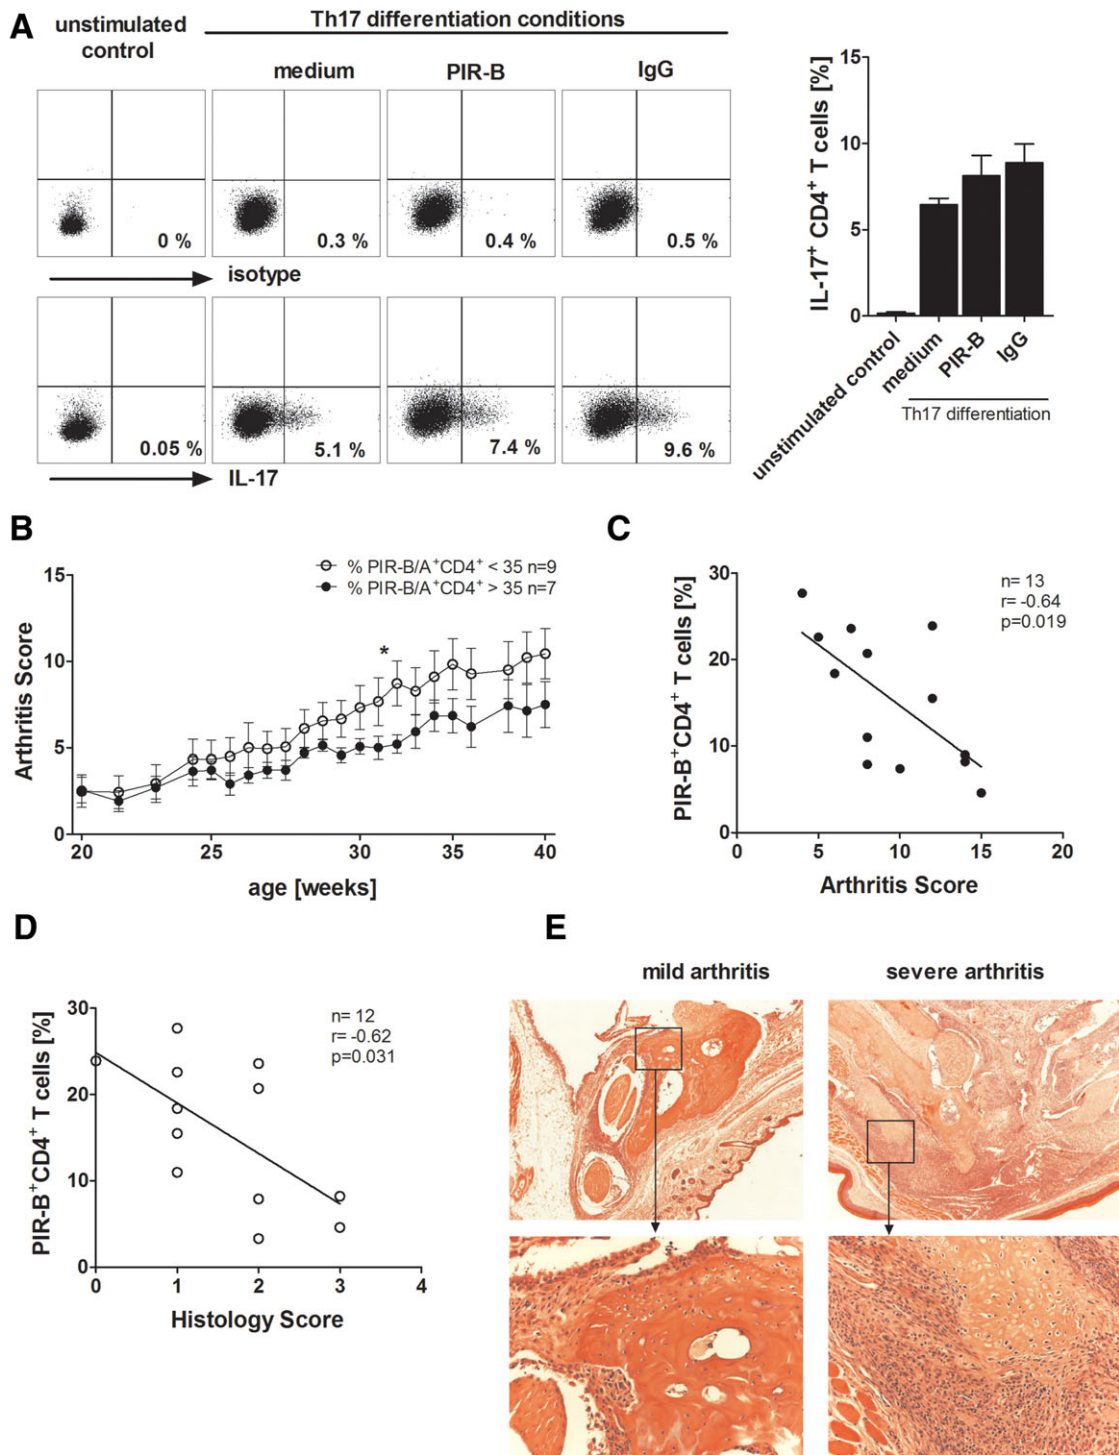 A
unstimulated
control
Th17 differentiation conditions
medium
PIR-B
IgG
0 %
0.3 %
0.4 %
0.5 %
isotype
0.05 %
5.1 %
7.4 %
9.6 %
IL-17
IL-17⁺ CD4⁺ T cells [%]
15
10
5
0
unstimulated control
medium
PIR-B
IgG
Th17 differentiation
B
% PIR-B/A⁺CD4⁺ < 35 n=9
% PIR-B/A⁺CD4⁺ > 35 n=7
Arthritis Score
15
10
5
0
*
20
25
30
35
40
age [weeks]
C
n= 13
r= -0.64
p=0.019
PIR-B⁺CD4⁺ T cells [%]
30
20
10
0
0
5
10
15
20
Arthritis Score
D
n= 12
r= -0.62
p=0.031
PIR-B⁺CD4⁺ T cells [%]
30
20
10
0
0
1
2
3
4
Histology Score
E
mild arthritis
severe arthritis